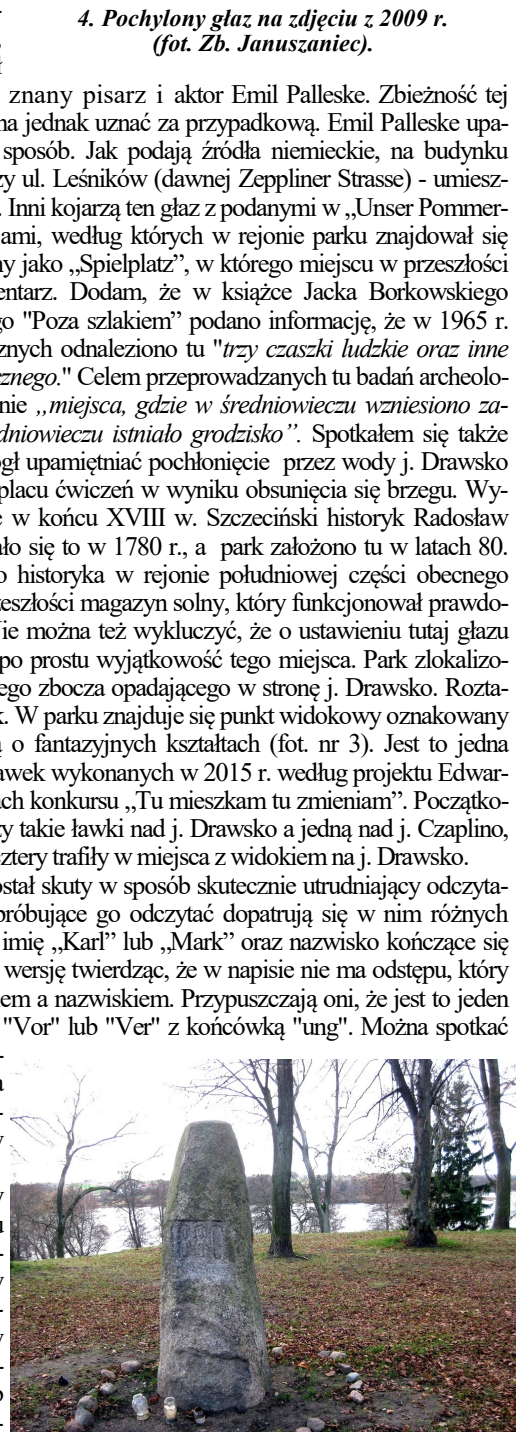 4. Pochylony głaz na zdjęciu z 2009 r.
(fot. Zb. Januszaniec).
znany pisarz i aktor Emil Palleske. Zbieżność tej
na jednak uznać za przypadkową. Emil Palleske upa-
sposób. Jak podają źródła niemieckie, na budynku
zy ul. Leśników (dawnej Zeppliner Strasse) - umiesz-
. Inni kojarzą ten głaz z podanymi w „Unser Pommer-
jami, według których w rejonie parku znajdował się
ny jako „Spielplatz”, w którego miejscu w przeszłości
entarz. Dodam, że w książce Jacka Borkowskiego
go "Poza szlakiem” podano informację, że w 1965 r.
znych odnaleziono tu "trzy czaszki ludzkie oraz inne
cznego." Celem przeprowadzanych tu badań archeolo-
nie „miejsca, gdzie w średniowieczu wzniesiono za-
dniowieczu istniało grodzisko”. Spotkałem się także
ógł upamiętniać pochłonięcie przez wody j. Drawsko
placu ćwiczeń w wyniku obsunięcia się brzegu. Wy-
e w końcu XVIII w. Szczeciński historyk Radosław
ało się to w 1780 r., a park założono tu w latach 80.
o historyka w rejonie południowej części obecnego
zeszłości magazyn solny, który funkcjonował prawdo-
Nie można też wykluczyć, że o ustawieniu tutaj głazu
po prostu wyjątkowość tego miejsca. Park zlokalizo-
ego zbocza opadającego w stronę j. Drawsko. Rozta-
k. W parku znajduje się punkt widokowy oznakowany
ą o fantazyjnych kształtach (fot. nr 3). Jest to jedna
awek wykonanych w 2015 r. według projektu Edwar-
ach konkursu „Tu mieszkam tu zmieniam”. Początko-
zy takie ławki nad j. Drawsko a jedną nad j. Czaplino,
cztery trafiły w miejsca z widokiem na j. Drawsko.
ostał skuty w sposób skutecznie utrudniający odczyta-
próbujące go odczytać dopatrują się w nim różnych
imię „Karl” lub „Mark” oraz nazwisko kończące się
wersję twierdząc, że w napisie nie ma odstępu, który
em a nazwiskiem. Przypuszczają oni, że jest to jeden
"Vor" lub "Ver" z końcówką "ung". Można spotkać